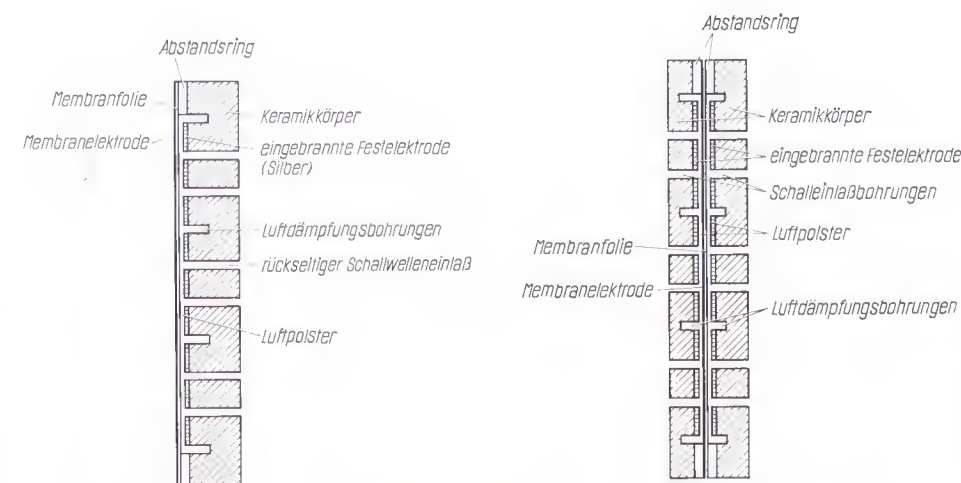 Abstandsring
Membranfolie
Membranelektrode
Keramikkörper
eingebrannte Festelektrode
(Silber)
Luftdämpfungsbohrungen
rückseitiger Schallwelleneinlaß
Luftpolster
Abstandsring
Keramikkörper
eingebrannte Festelektrode
Schalleinlaßbohrungen
Luftpolster
Membranfolie
Membranelektrode
Luftdämpfungsbohrungen